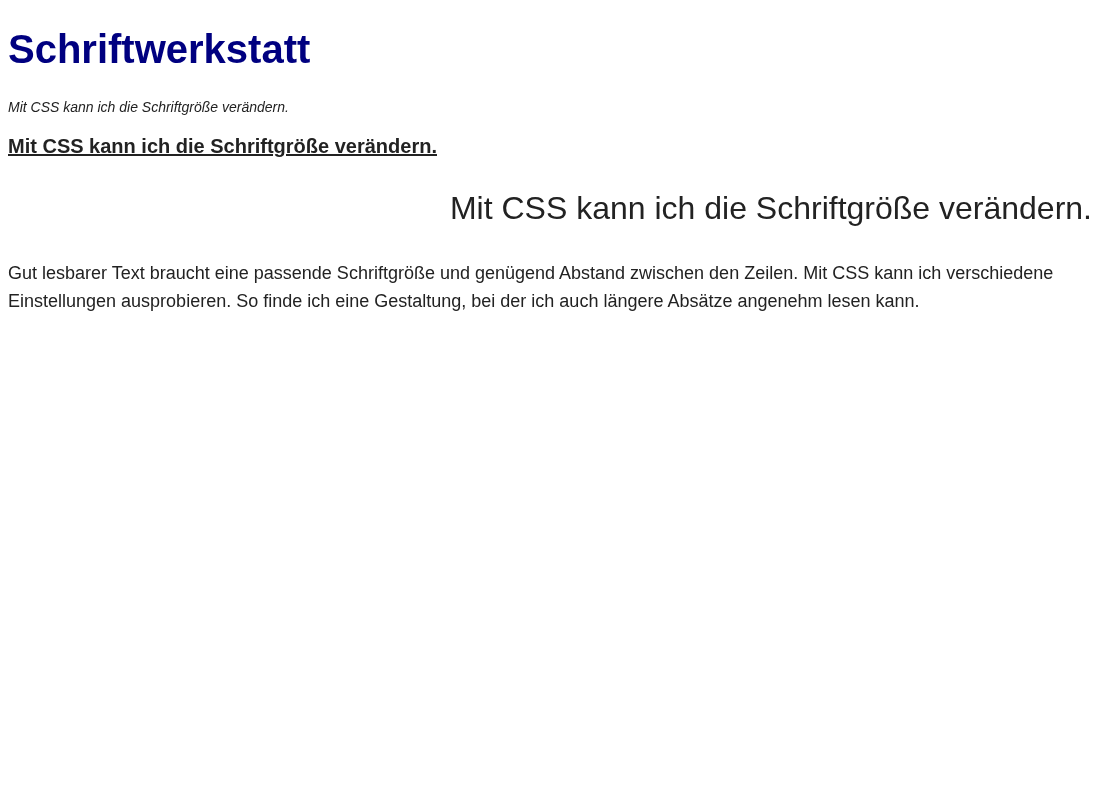 Schriftwerkstatt
Mit CSS kann ich die Schriftgröße verändern.
Mit CSS kann ich die Schriftgröße verändern.
Mit CSS kann ich die Schriftgröße verändern.
Gut lesbarer Text braucht eine passende Schriftgröße und genügend Abstand zwischen den Zeilen. Mit CSS kann ich verschiedene
Einstellungen ausprobieren. So finde ich eine Gestaltung, bei der ich auch längere Absätze angenehm lesen kann.